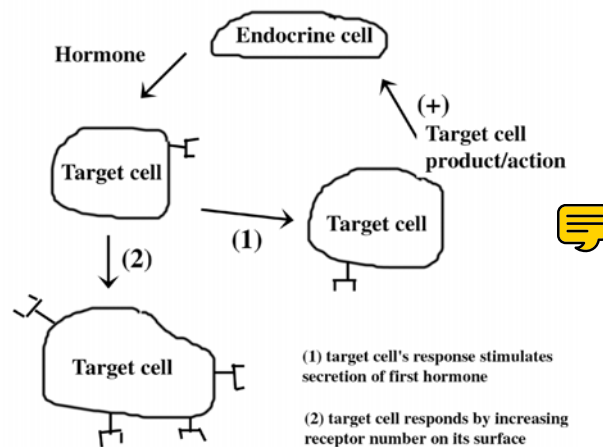 Endocrine cell
Hormone
(+)
Target cell
product/action
Target cell
Target cell
(1)
(2)
Target cell
(1) target cell's response stimulates
secretion of first hormone
(2) target cell responds by increasing
receptor number on its surface